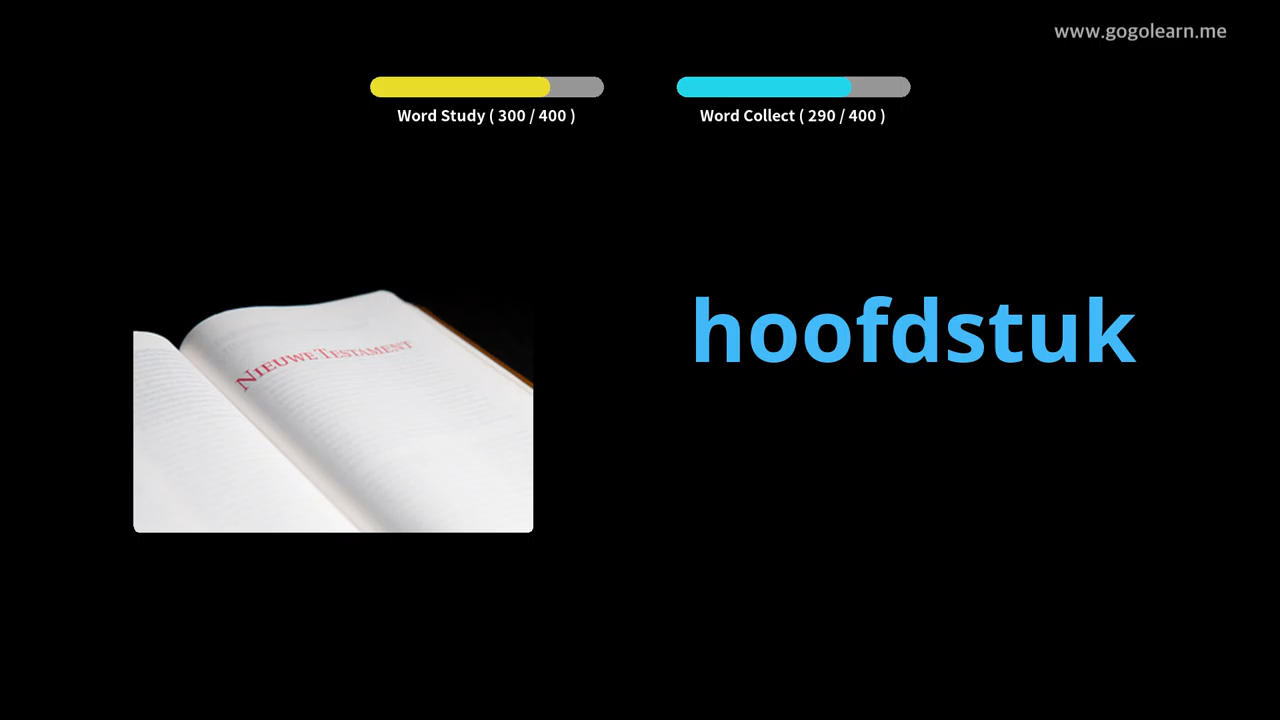 www.gogolearn.me
Word Study ( 300 / 400 )
Word Collect ( 290 / 400 )
NIEUWE TESTAMENT
hoofdstuk